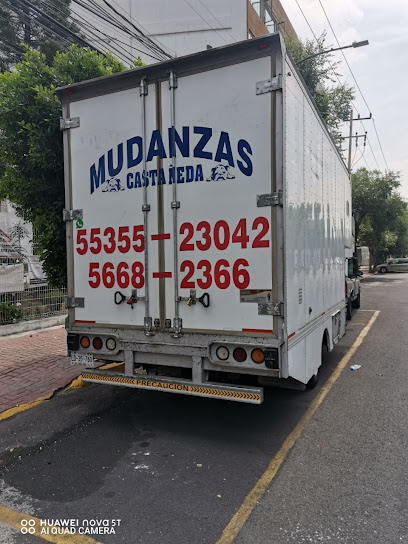 MUDANZAS
CASTAÑEDA
55355-23042
5668-2366
PRECAUCION
HUAWEI nova 5T
AI QUAD CAMERA